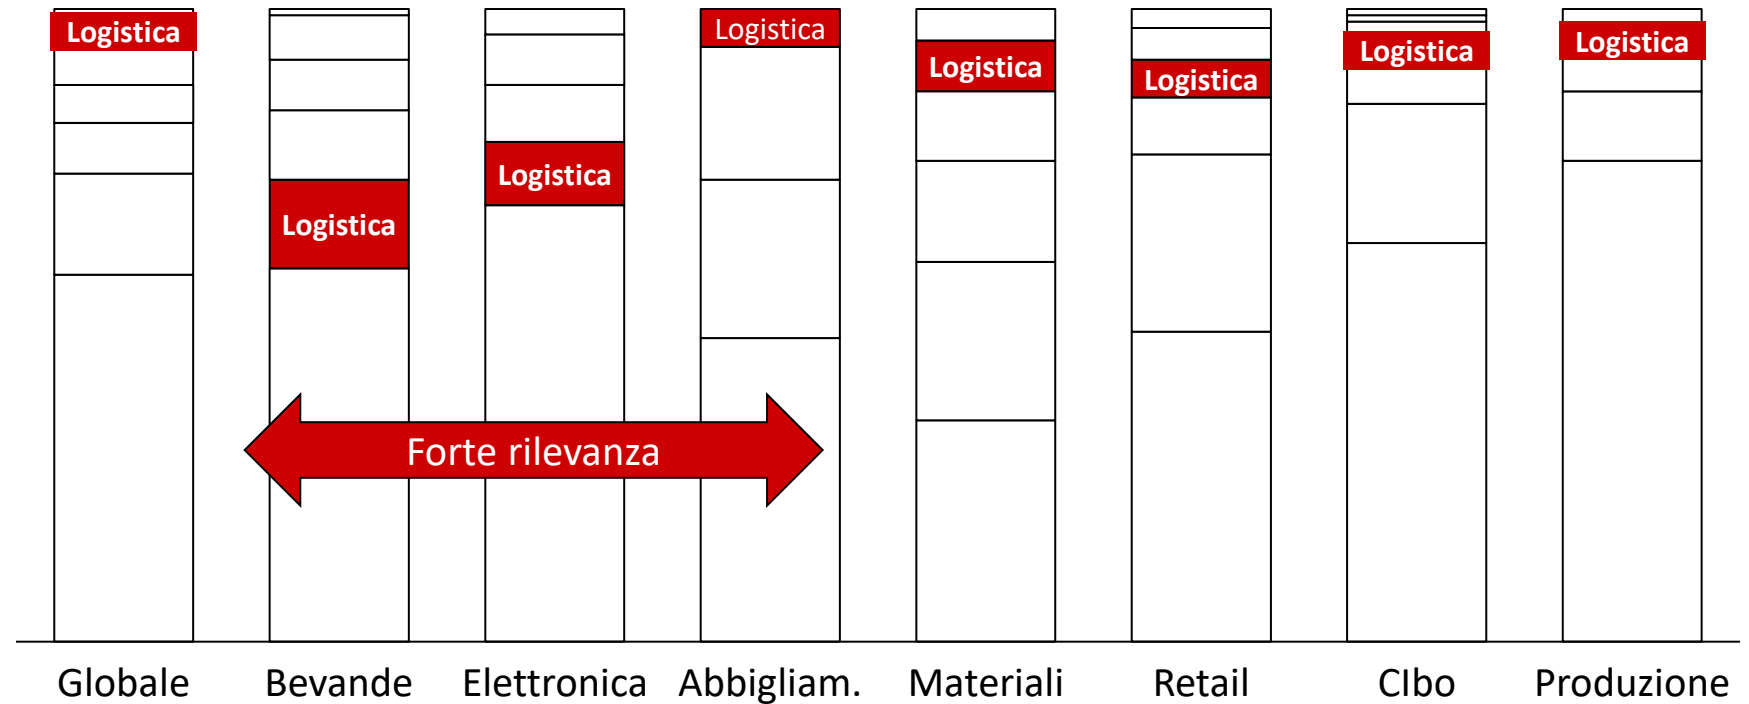 Logistica
Logistica
Logistica
Logistica
Logistica
Logistica
Logistica
Logistica
Forte rilevanza
Globale
Bevande
Elettronica
Abbigliam.
Materiali
Retail
CIbo
Produzione